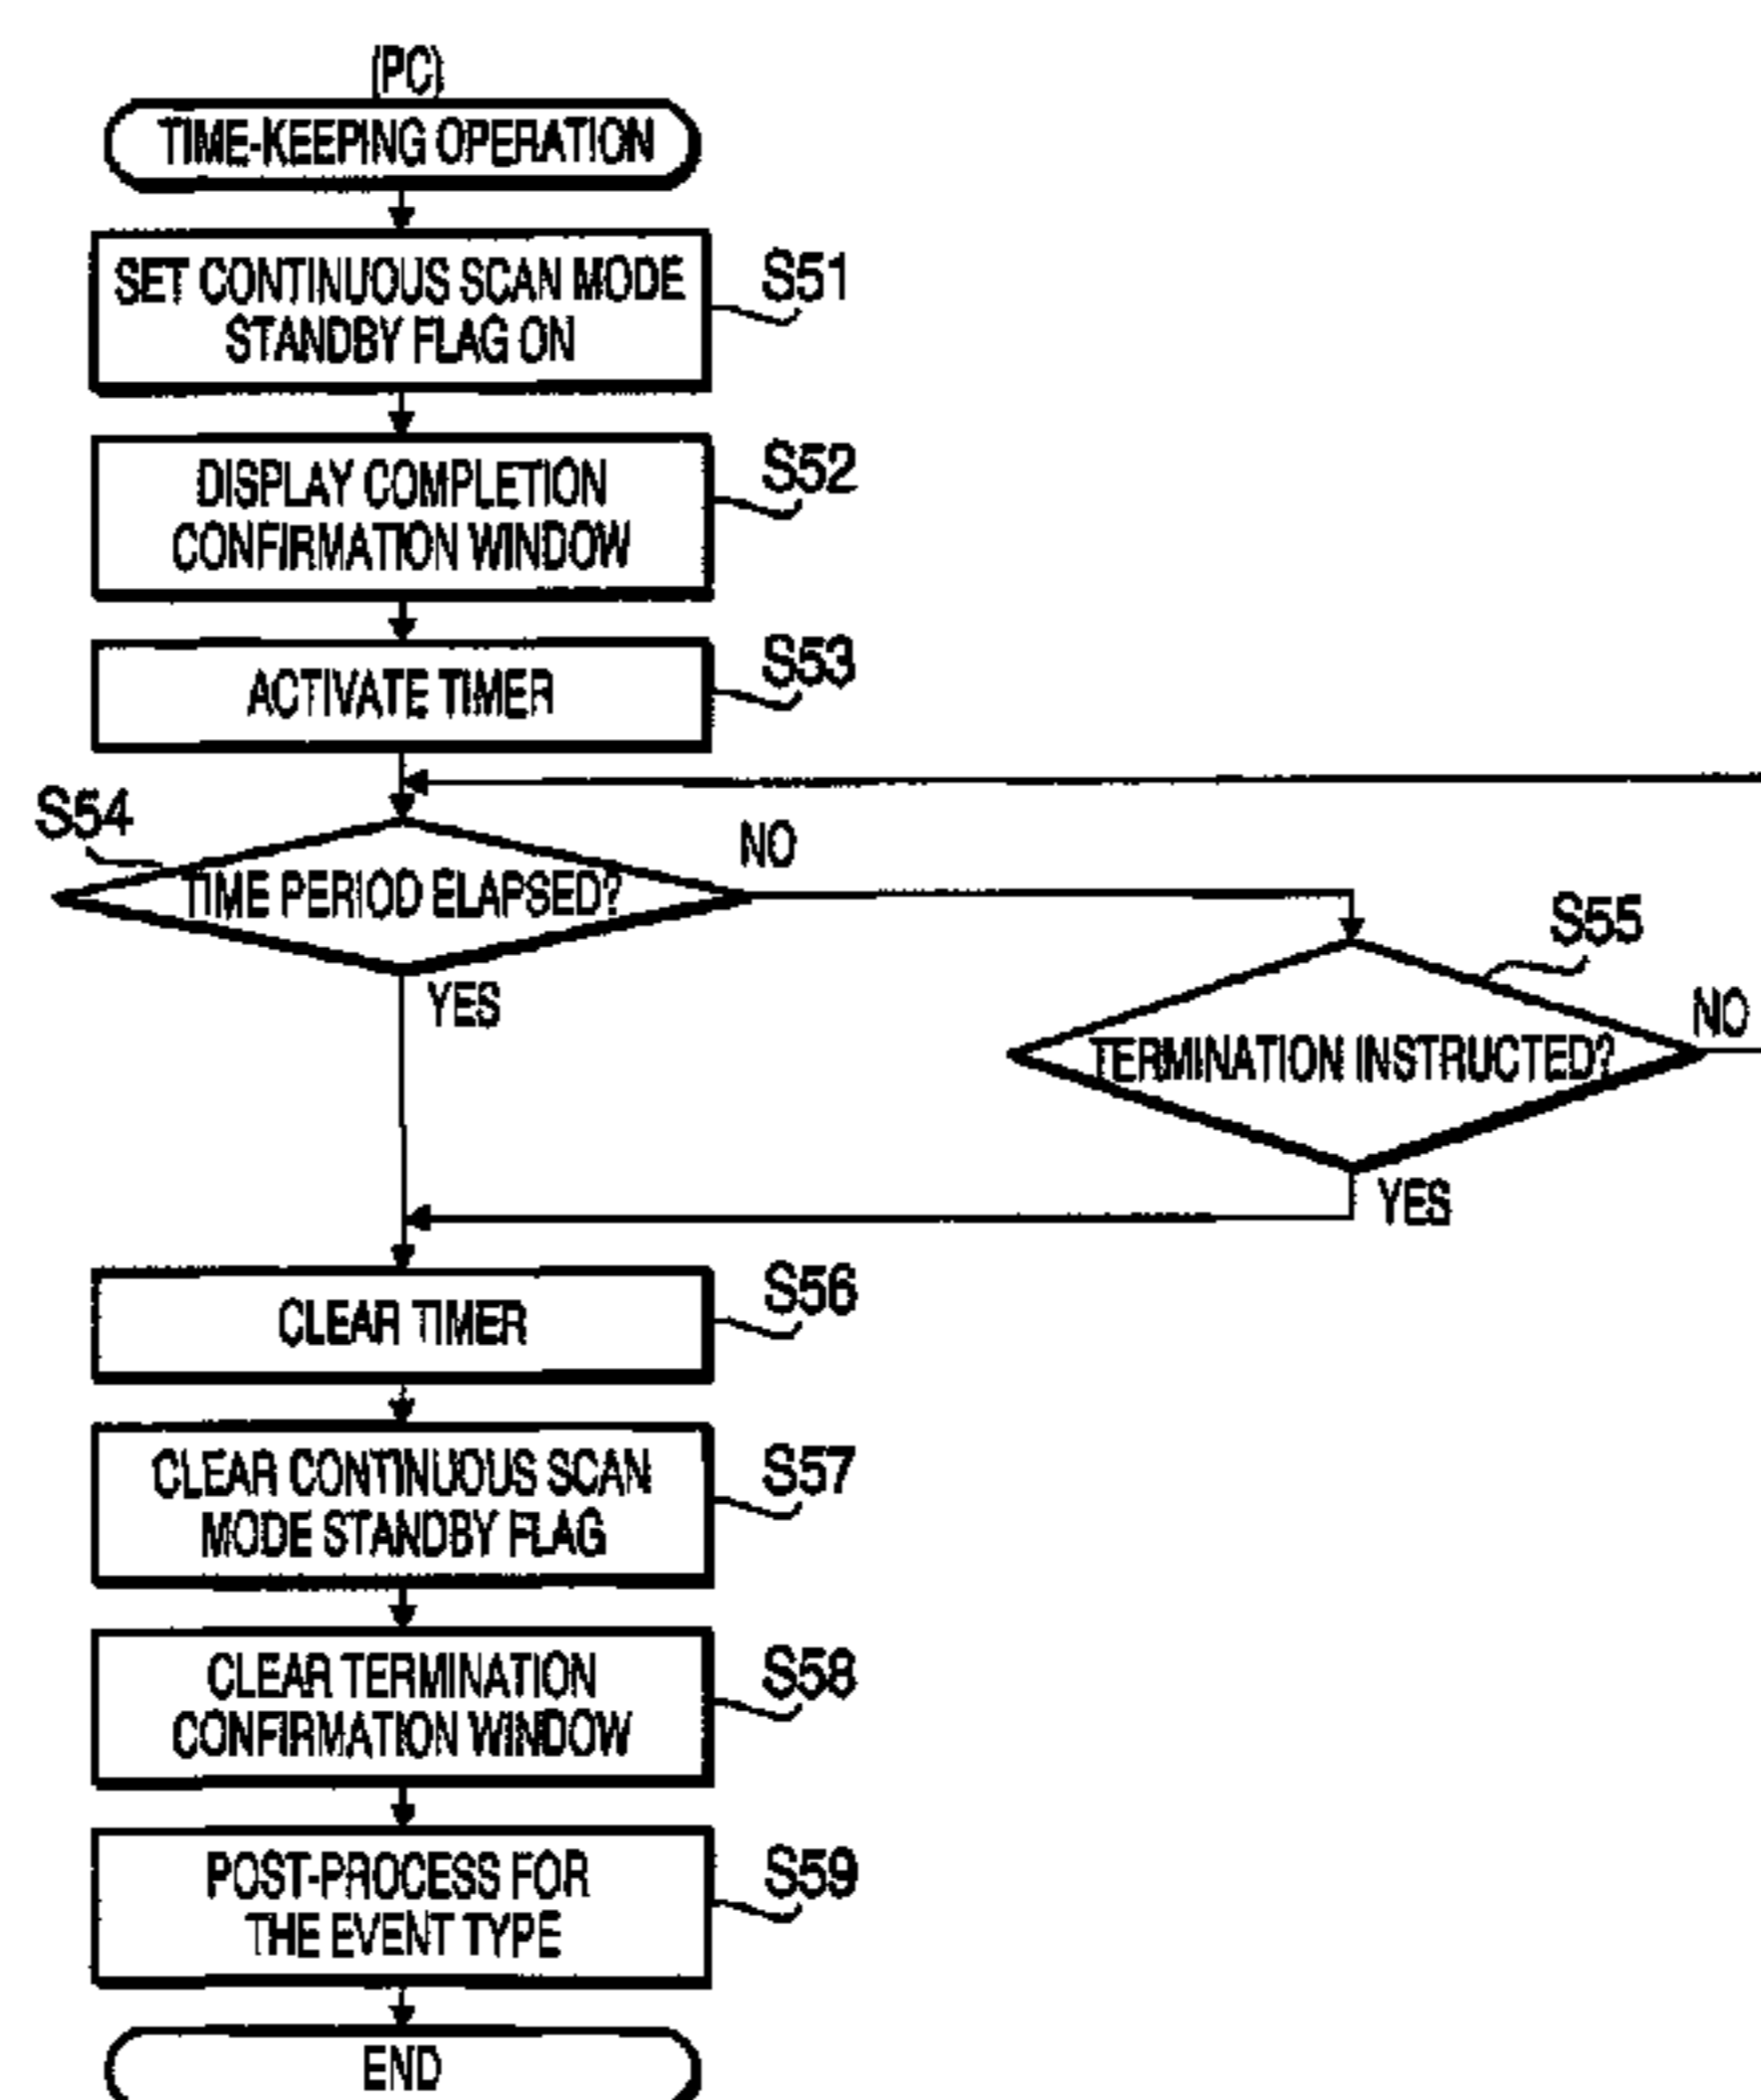 (PC)
TIME-KEEPING OPERATION
SET CONTINUOUS SCAN MODE
STANDBY FLAG ON
S51
DISPLAY COMPLETION
CONFIRMATION WINDOW
S52
ACTIVATE TIMER
S53
S54
TIME PERIOD ELAPSED?
NO
YES
S55
TERMINATION INSTRUCTED?
NO
YES
CLEAR TIMER
S56
CLEAR CONTINUOUS SCAN
MODE STANDBY FLAG
S57
CLEAR TERMINATION
CONFIRMATION WINDOW
S58
POST-PROCESS FOR
THE EVENT TYPE
S59
END